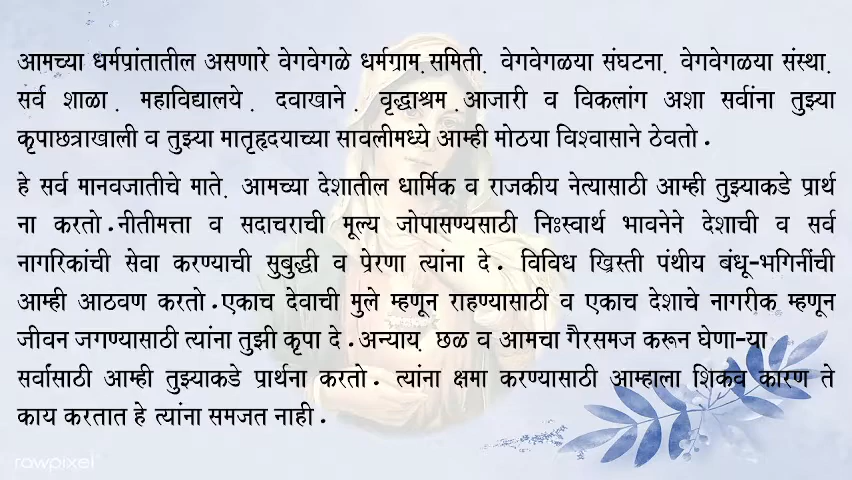 आमच्या धर्मप्रांतातील असणारे वेगवेगळे धर्मग्राम.समिती. वेगवेगळया संघटना. वेगवेगळया संस्था.
सर्व शाळा . महाविद्यालये . दवाखाने . वृद्धाश्रम .आजारी व विकलांग अशा सर्वांना तुझ्या
कृपाछत्राखाली व तुझ्या मातृहृदयाच्या सावलीमध्ये आम्ही मोठया विश्वासाने ठेवतो .
हे सर्व मानवजातीचे माते. आमच्या देशातील धार्मिक व राजकीय नेत्यासाठी आम्ही तुझ्याकडे प्रार्थ
ना करतो .नीतीमत्ता व सदाचाराची मूल्य जोपासण्यसाठी निःस्वार्थ भावनेने देशाची व सर्व
नागरिकांची सेवा करण्याची सुबुद्धी व प्रेरणा त्यांना दे . विविध ख्रिस्ती पंथीय बंधू-भगिनींची
आम्ही आठवण करतो .एकाच देवाची मुले म्हणून राहण्यासाठी व एकाच देशाचे नागरीक म्हणून
जीवन जगण्यासाठी त्यांना तुझी कृपा दे .अन्याय. छळ व आमचा गैरसमज करून घेणा-या
सर्वांसाठी आम्ही तुझ्याकडे प्रार्थना करतो . त्यांना क्षमा करण्यासाठी आम्हाला शिकव कारण ते
काय करतात हे त्यांना समजत नाही .
rawpixel